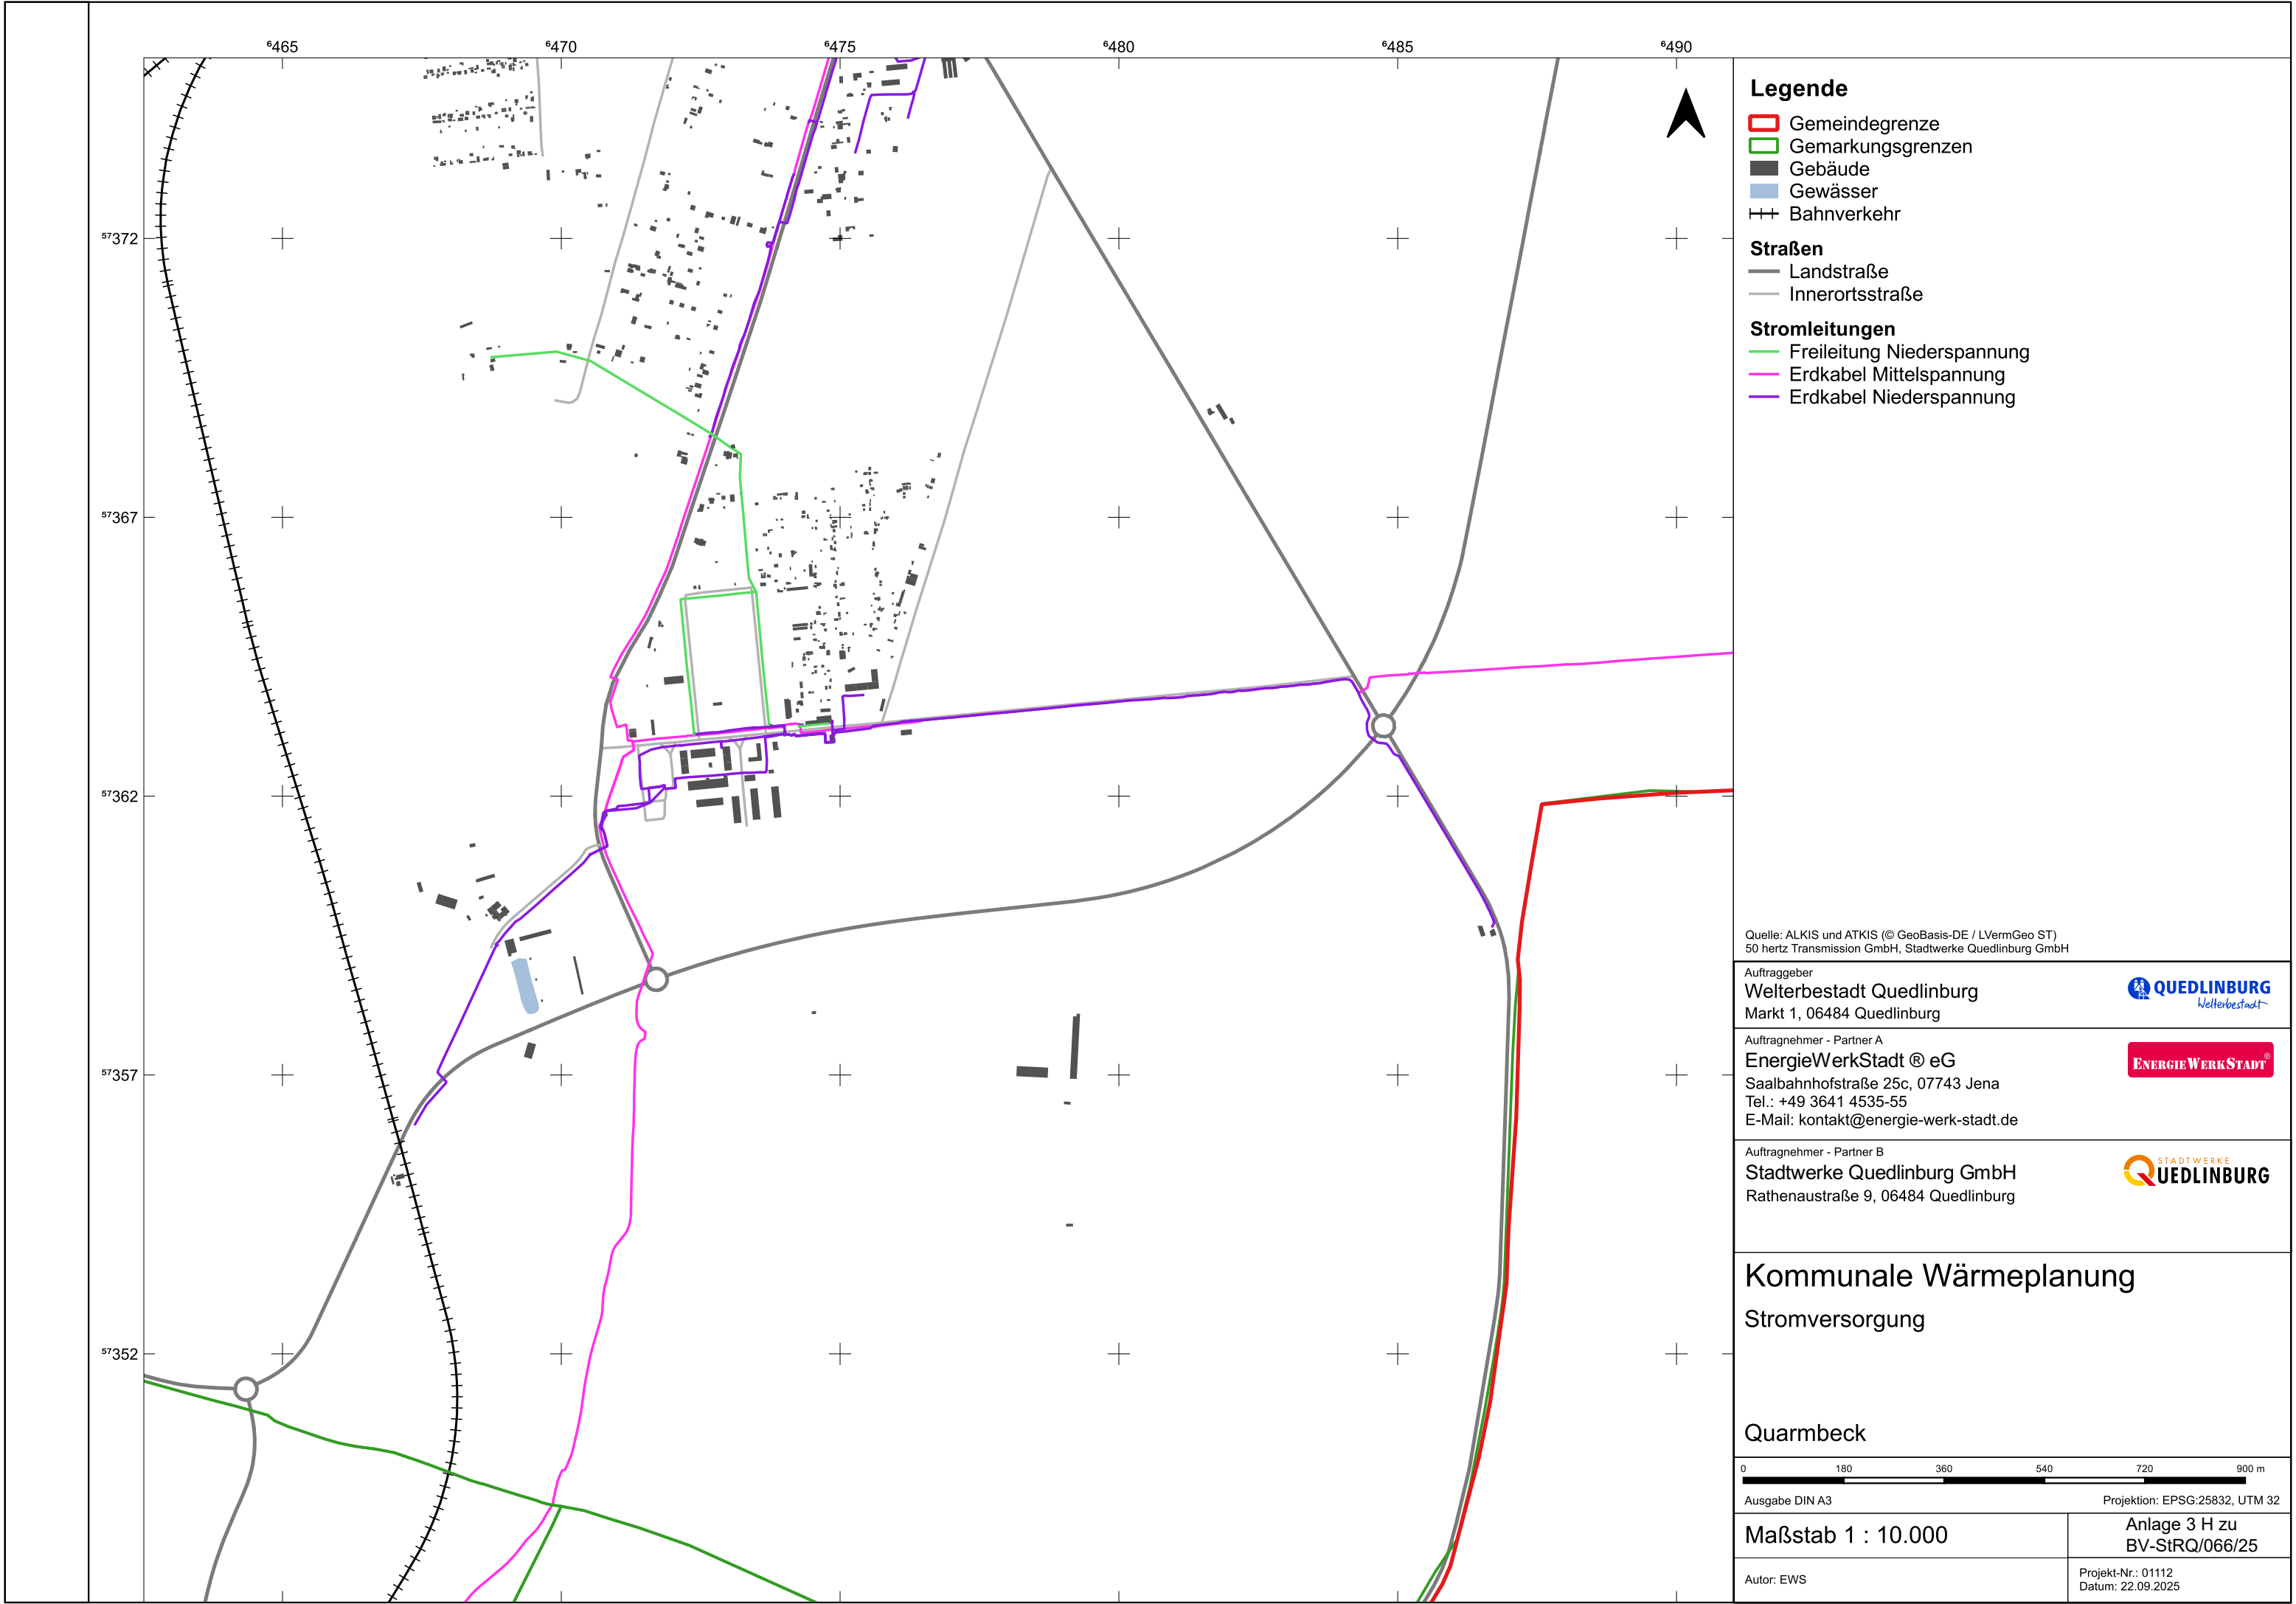 ⁶465 ⁶470 ⁶475 ⁶480 ⁶485 ⁶490
⁵⁷372
⁵⁷367
⁵⁷362
⁵⁷357
⁵⁷352
Legende
Gemeindegrenze
Gemarkungsgrenzen
Gebäude
Gewässer
Bahnverkehr
Straßen
Landstraße
Innerortsstraße
Stromleitungen
Freileitung Niederspannung
Erdkabel Mittelspannung
Erdkabel Niederspannung
Quelle: ALKIS und ATKIS (© GeoBasis-DE / LVermGeo ST)
50 hertz Transmission GmbH, Stadtwerke Quedlinburg GmbH
Auftraggeber
Welterbestadt Quedlinburg
Markt 1, 06484 Quedlinburg
QUEDLINBURG
Welterbestadt
Auftragnehmer - Partner A
EnergieWerkStadt ® eG
Saalbahnhofstraße 25c, 07743 Jena
Tel.: +49 3641 4535-55
E-Mail: kontakt@energie-werk-stadt.de
ENERGIEWERKSTADT®
Auftragnehmer - Partner B
Stadtwerke Quedlinburg GmbH
Rathenaustraße 9, 06484 Quedlinburg
STADTWERKE
QUEDLINBURG
Kommunale Wärmeplanung
Stromversorgung
Quarmbeck
0 180 360 540 720 900 m
Ausgabe DIN A3 Projektion: EPSG:25832, UTM 32
Maßstab 1 : 10.000
Anlage 3 H zu
BV-StRQ/066/25
Autor: EWS
Projekt-Nr.: 01112
Datum: 22.09.2025